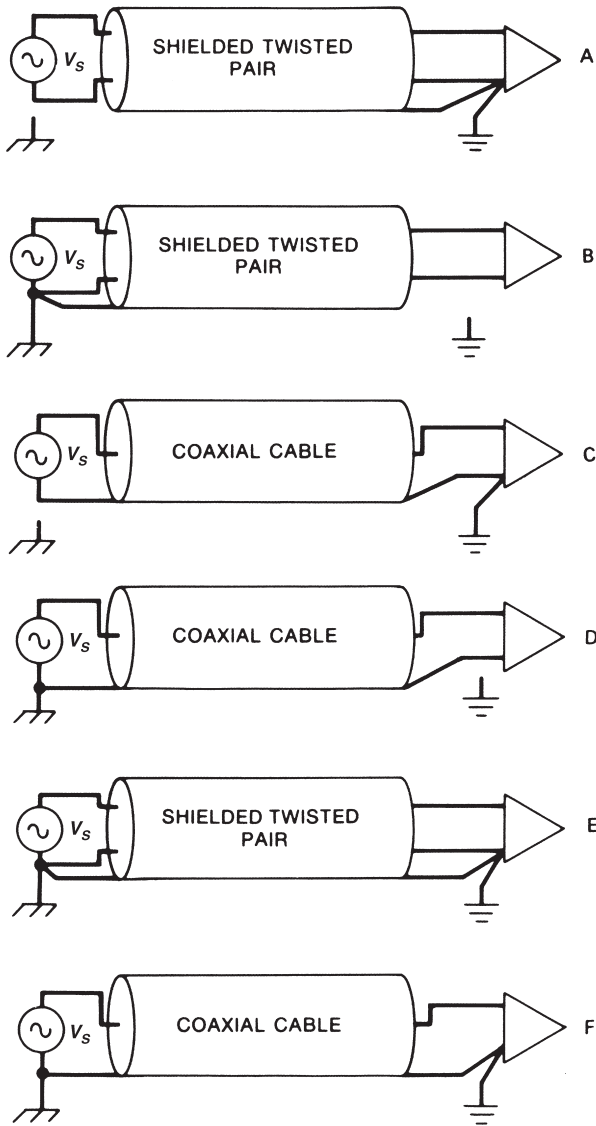 SHIELDED TWISTED
PAIR
Vs
A
SHIELDED TWISTED
PAIR
Vs
B
COAXIAL CABLE
Vs
C
COAXIAL CABLE
Vs
D
SHIELDED TWISTED
PAIR
Vs
E
COAXIAL CABLE
Vs
F